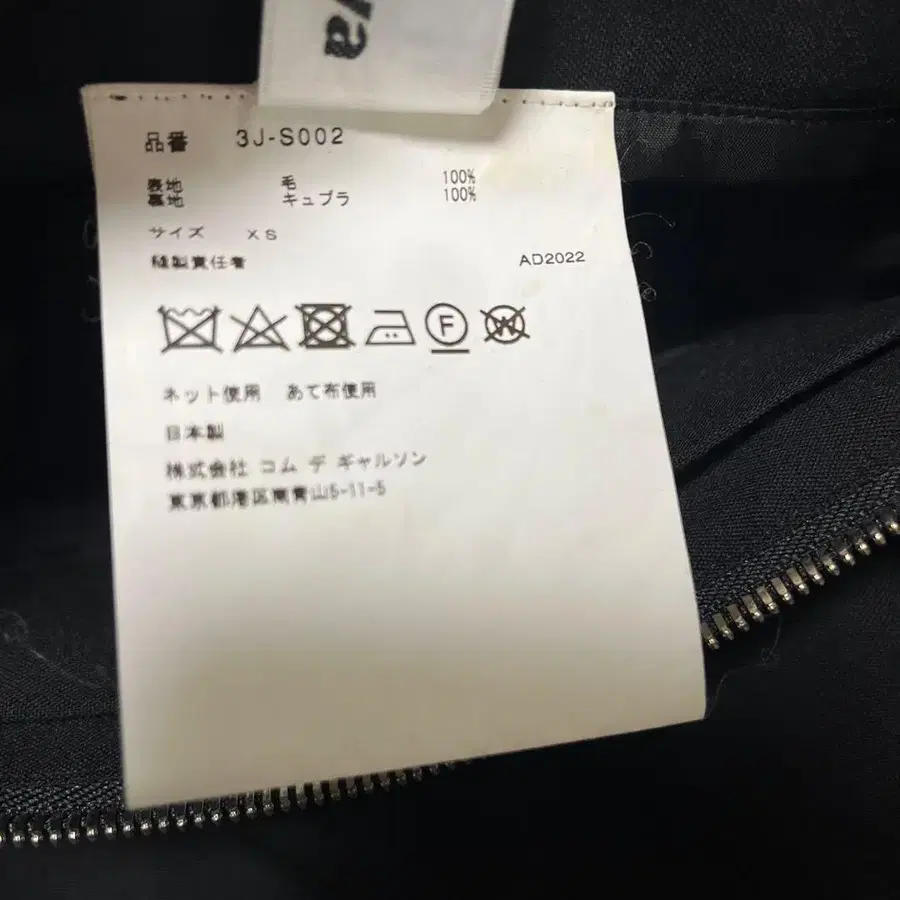 ya
品番 3J-S002
表地 毛 100%
裏地 キュプラ 100%
サイズ XS
縫製責任者 AD2022
F
W
ネット使用 あて布使用
日本製
株式会社 コム デ ギャルソン
東京都港区南青山5-11-5